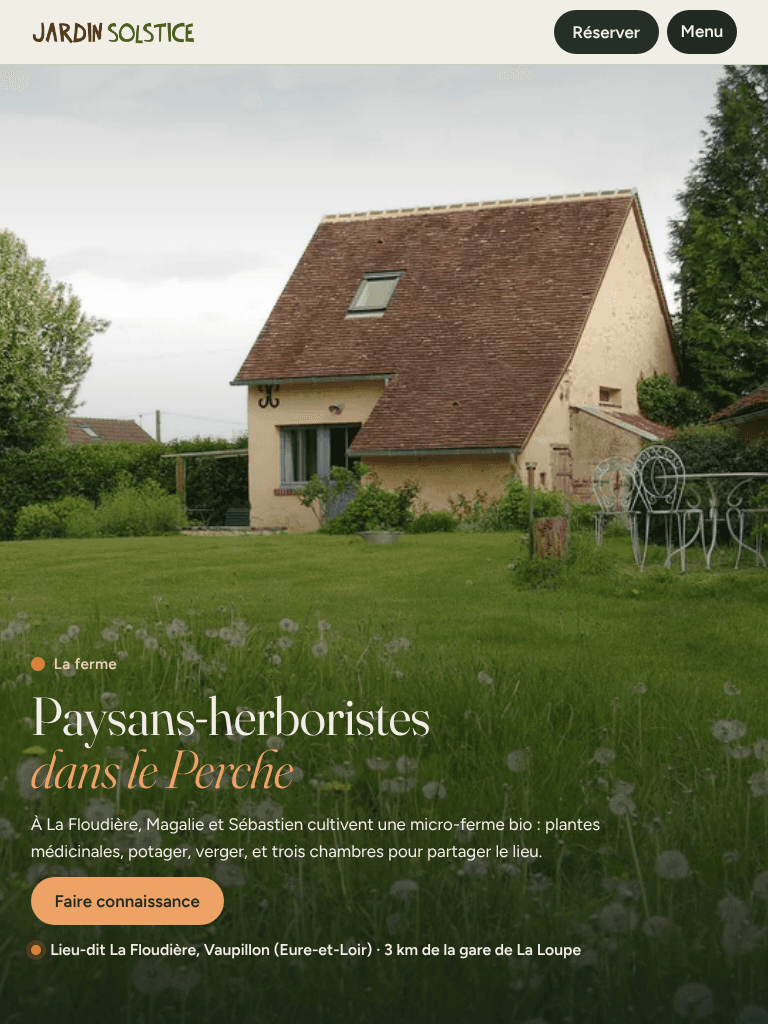 JARDIN SOLSTICE
Réserver
Menu
La ferme
Paysans-herboristes
dans le Perche
À La Floudière, Magalie et Sébastien cultivent une micro-ferme bio : plantes
médicinales, potager, verger, et trois chambres pour partager le lieu.
Faire connaissance
Lieu-dit La Floudière, Vaupillon (Eure-et-Loir) · 3 km de la gare de La Loupe